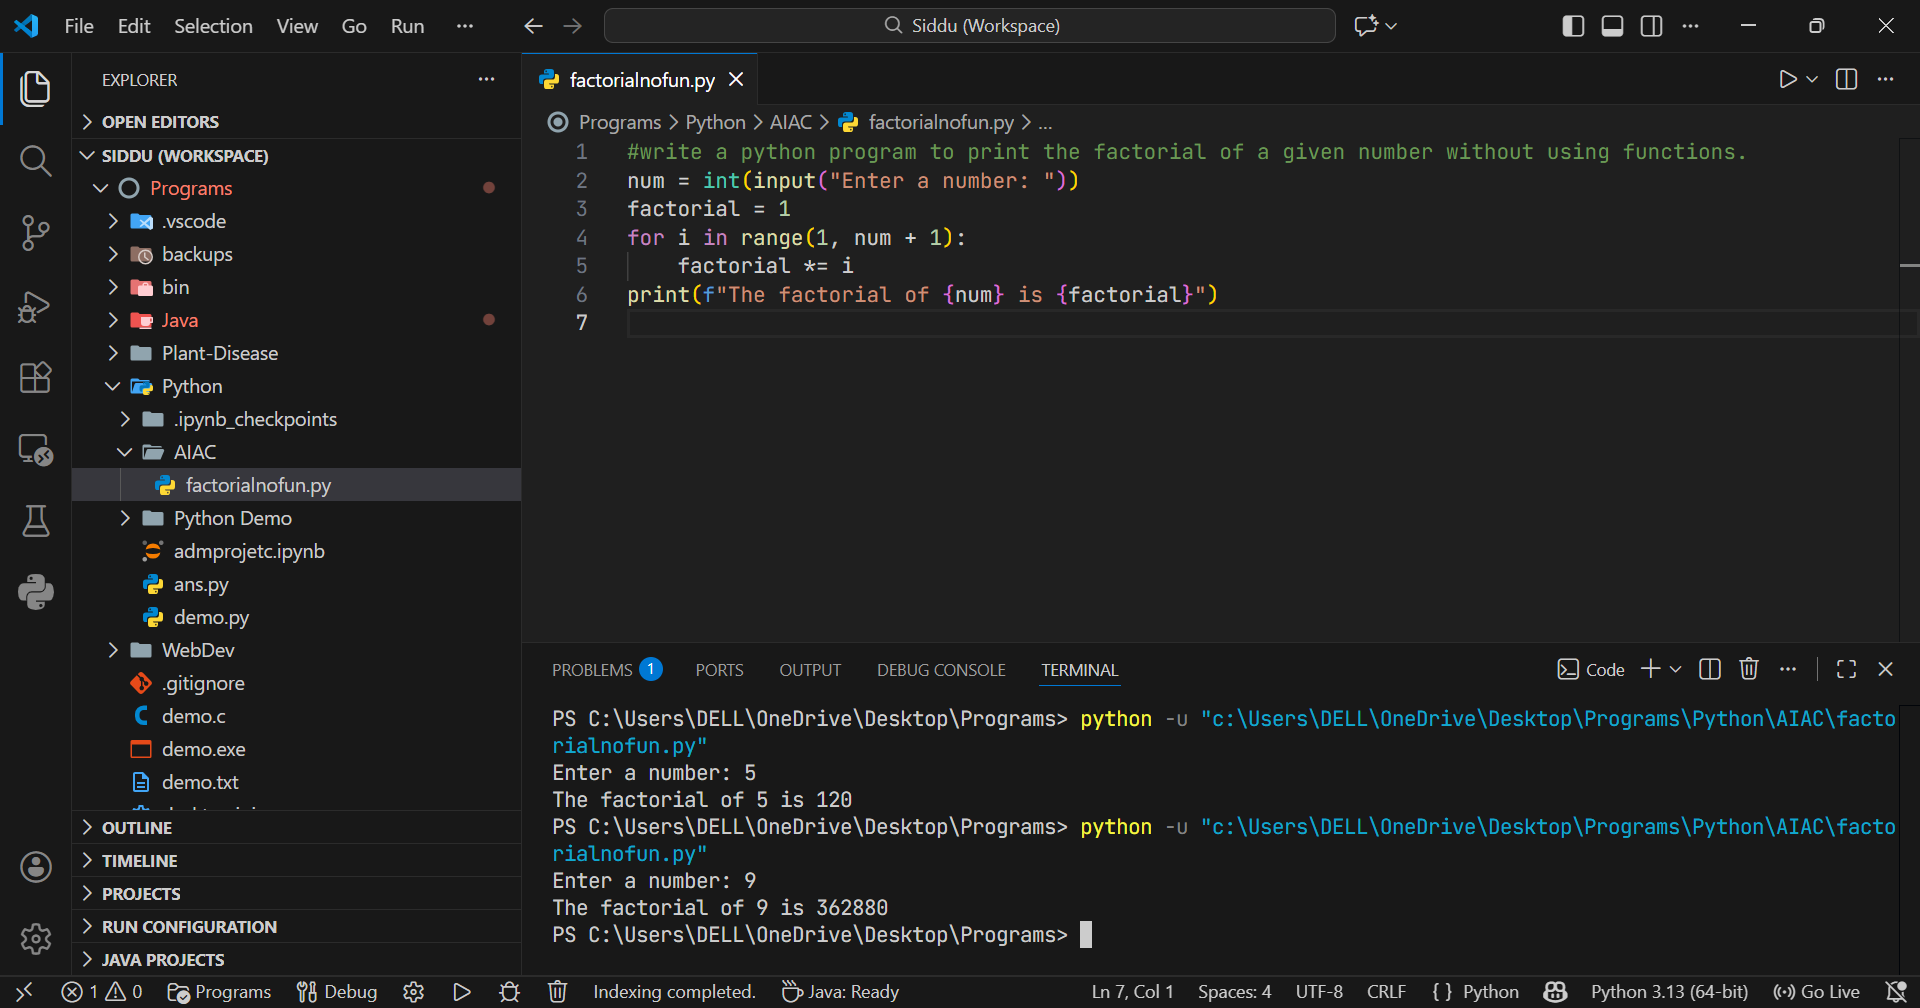 File Edit Selection View Go Run ··· Siddu (Workspace)
EXPLORER
OPEN EDITORS
SIDDU (WORKSPACE)
Programs
.vscode
backups
bin
Java
Plant-Disease
Python
.ipynb_checkpoints
AIAC
factorialnofun.py
Python Demo
admprojetc.ipynb
ans.py
demo.py
WebDev
.gitignore
demo.c
demo.exe
demo.txt
OUTLINE
TIMELINE
PROJECTS
RUN CONFIGURATION
JAVA PROJECTS
factorialnofun.py
Programs > Python > AIAC > factorialnofun.py > ...
1 #write a python program to print the factorial of a given number without using functions.
2 num = int(input("Enter a number: "))
3 factorial = 1
4 for i in range(1, num + 1):
5     factorial *= i
6 print(f"The factorial of {num} is {factorial}")
7
PROBLEMS 1 PORTS OUTPUT DEBUG CONSOLE TERMINAL Code
PS C:\Users\DELL\OneDrive\Desktop\Programs> python -u "c:\Users\DELL\OneDrive\Desktop\Programs\Python\AIAC\facto
rialnofun.py"
Enter a number: 5
The factorial of 5 is 120
PS C:\Users\DELL\OneDrive\Desktop\Programs> python -u "c:\Users\DELL\OneDrive\Desktop\Programs\Python\AIAC\facto
rialnofun.py"
Enter a number: 9
The factorial of 9 is 362880
PS C:\Users\DELL\OneDrive\Desktop\Programs>
1 0 Programs Debug Indexing completed. Java: Ready Ln 7, Col 1 Spaces: 4 UTF-8 CRLF { } Python Python 3.13 (64-bit) Go Live